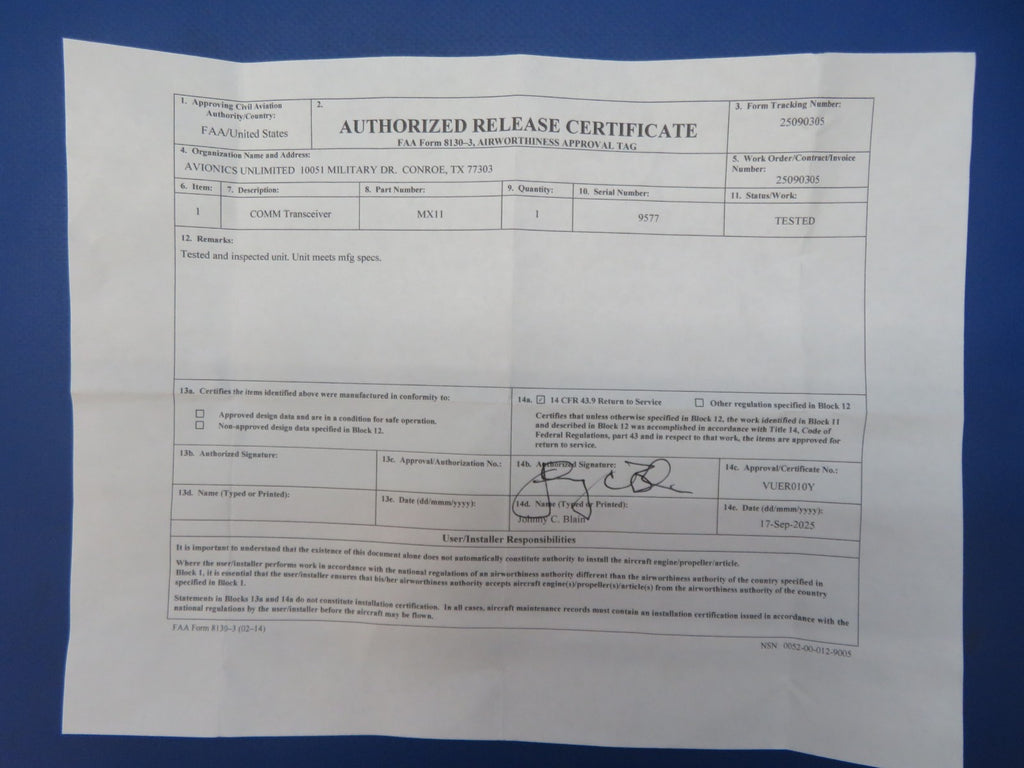 1. Approving Civil Aviation
Authority/Country:
FAA/United States
2.
AUTHORIZED RELEASE CERTIFICATE
FAA Form 8130–3, AIRWORTHINESS APPROVAL TAG
3. Form Tracking Number:
25090305
4. Organization Name and Address:
AVIONICS UNLIMITED 10051 MILITARY DR. CONROE, TX 77303
5. Work Order/Contract/Invoice
Number:
25090305
6. Item:
7. Description:
8. Part Number:
9. Quantity:
10. Serial Number:
11. Status/Work:
1
COMM Transceiver
MX11
1
9577
TESTED
12. Remarks:
Tested and inspected unit. Unit meets mfg specs.
13a. Certifies the items identified above were manufactured in conformity to:
Approved design data and are in a condition for safe operation.
Non-approved design data specified in Block 12.
14a. 14 CFR 43.9 Return to Service
Other regulation specified in Block 12
Certifies that unless otherwise specified in Block 12, the work identified in Block 11
and described in Block 12 was accomplished in accordance with Title 14, Code of
Federal Regulations, part 43 and in respect to that work, the items are approved for
return to service.
13b. Authorized Signature:
13c. Approval/Authorization No.:
14b. Authorized Signature:
14c. Approval/Certificate No.:
VUER010Y
13d. Name (Typed or Printed):
13e. Date (dd/mmm/yyyy):
14d. Name (Typed or Printed):
Johnny C. Blain
14e. Date (dd/mmm/yyyy):
17-Sep-2025
User/Installer Responsibilities
It is important to understand that the existence of this document alone does not automatically constitute authority to install the aircraft engine/propeller/article.
Where the user/installer performs work in accordance with the national regulations of an airworthiness authority different than the airworthiness authority of the country specified in
Block 1, it is essential that the user/installer ensures that his/her airworthiness authority accepts aircraft engine(s)/propeller(s)/article(s) from the airworthiness authority of the country
specified in Block 1.
Statements in Blocks 13a and 14a do not constitute installation certification. In all cases, aircraft maintenance records must contain an installation certification issued in accordance with the
national regulations by the user/installer before the aircraft may be flown.
FAA Form 8130–3 (02–14)
NSN 0052-00-012-9005